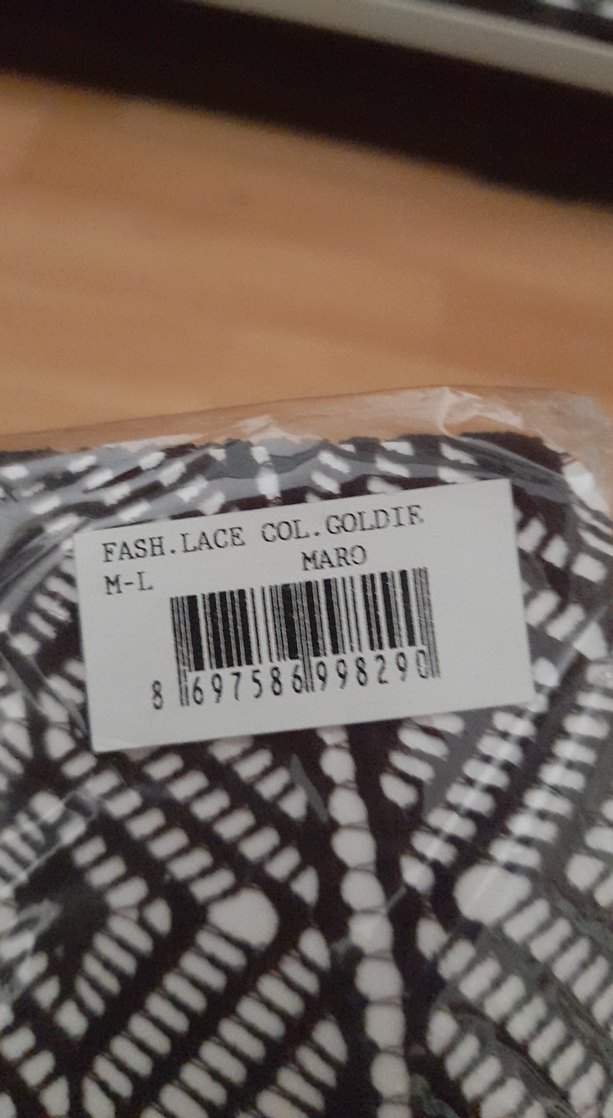 FASH.LACE COL.GOLDIE
M-L MARO
8 697586 998290